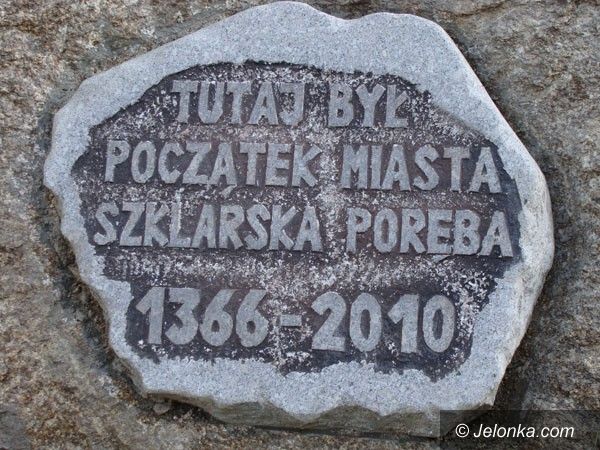 TUTAJ BYŁ
POCZĄTEK MIASTA
SZKLARSKA PORĘBA
1366-2010
© Jelonka.com